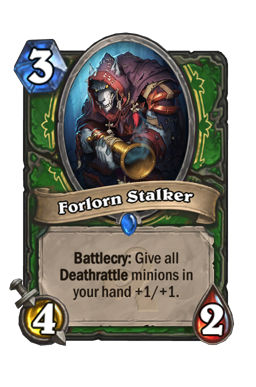 3
Forlorn Stalker
Battlecry: Give all
Deathrattle minions in
your hand +1/+1.
4
2